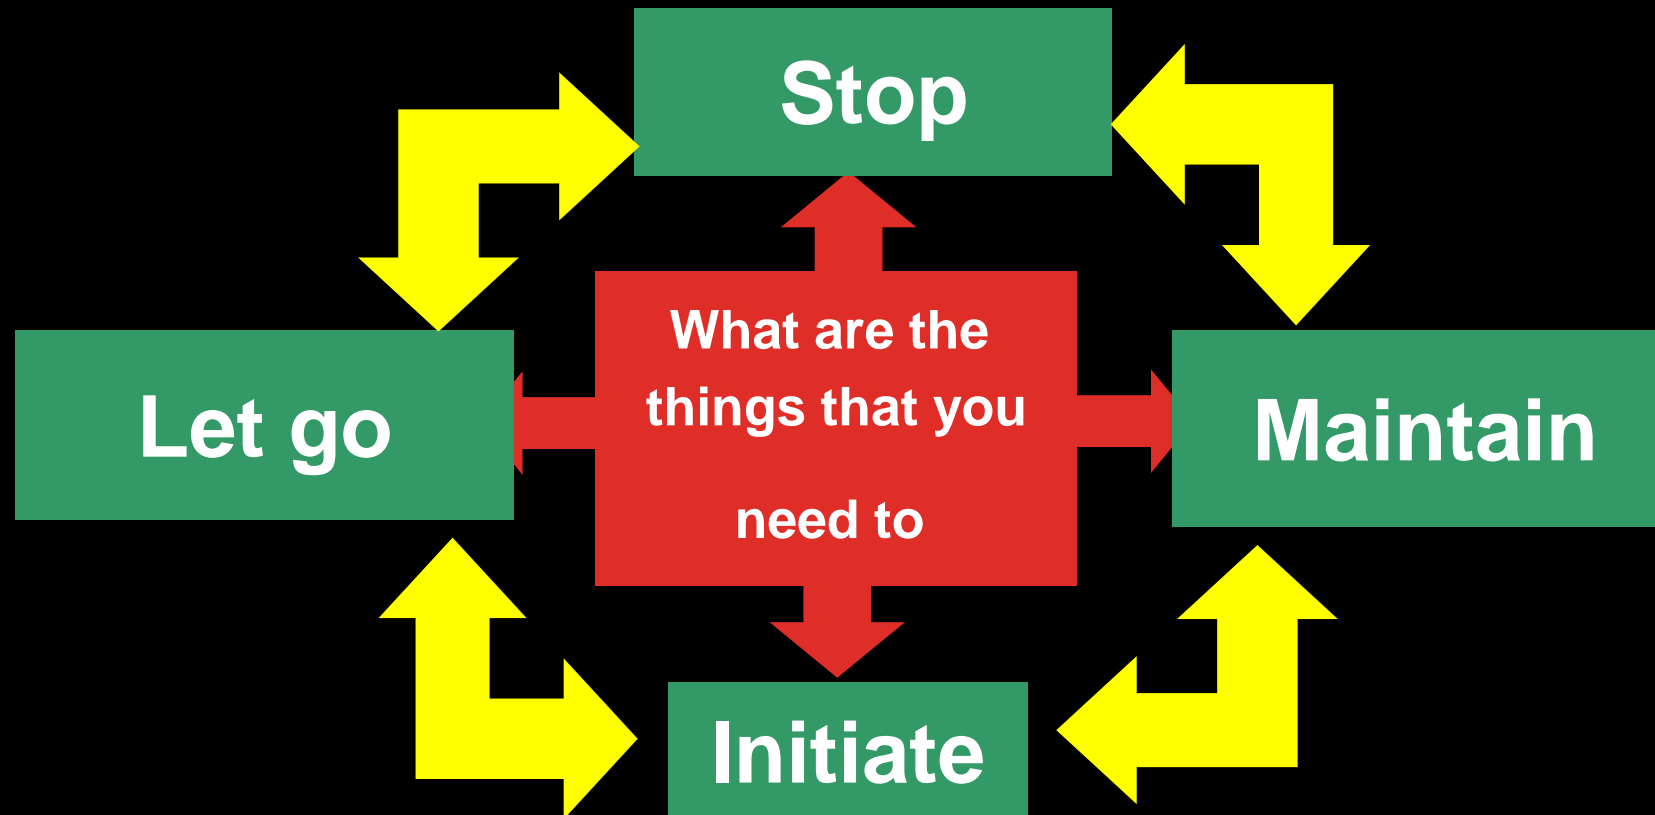 Stop
What are the
things that you
need to
Let go
Maintain
Initiate